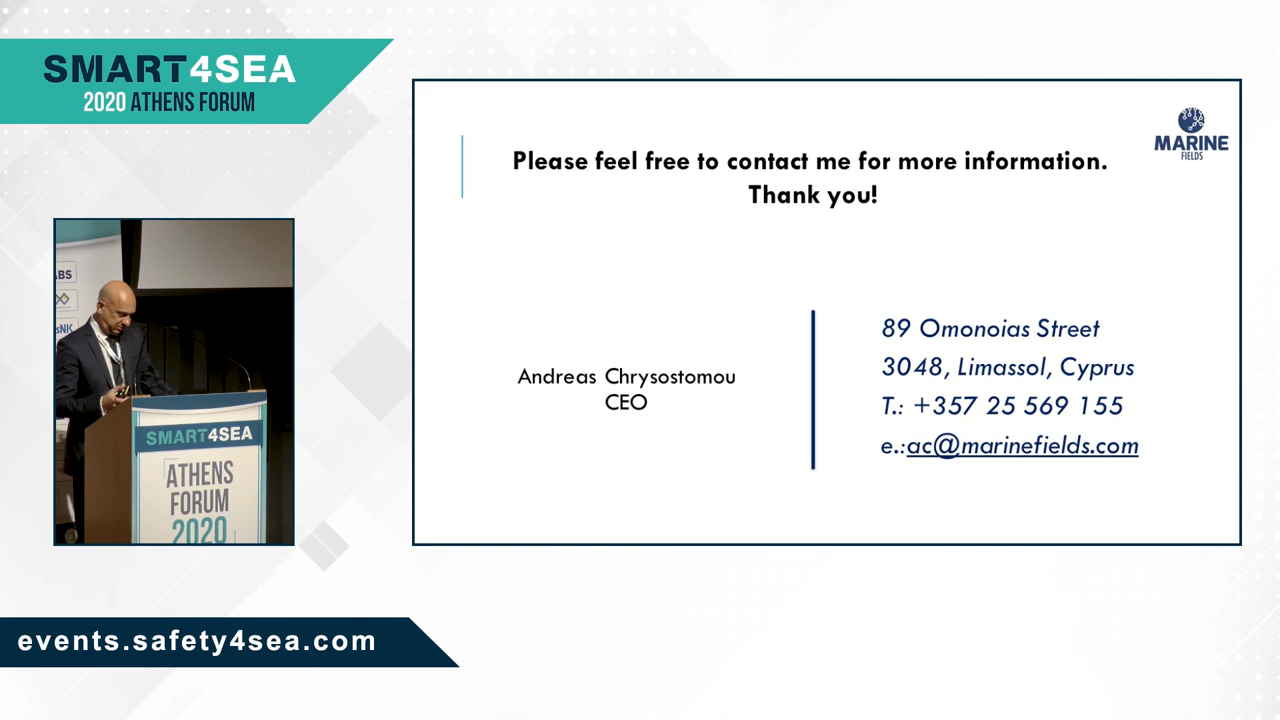 SMART4SEA
2020 ATHENS FORUM
MARINE
FIELDS
Please feel free to contact me for more information.
Thank you!
Andreas Chrysostomou
CEO
89 Omonoias Street
3048, Limassol, Cyprus
T.: +357 25 569 155
e.:ac@marinefields.com
ABS
SMART4SEA
ATHENS
FORUM
2020
events.safety4sea.com